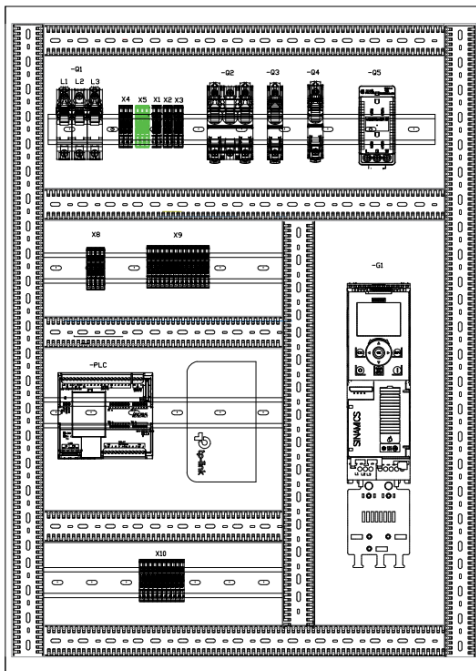 -Q1
L1 L2 L3
X4 X5 X1 X2 X3
-Q2
-Q3
-Q4
-Q5
X8
X9
-G1
-PLC
tp-link
SINAMICS
X10